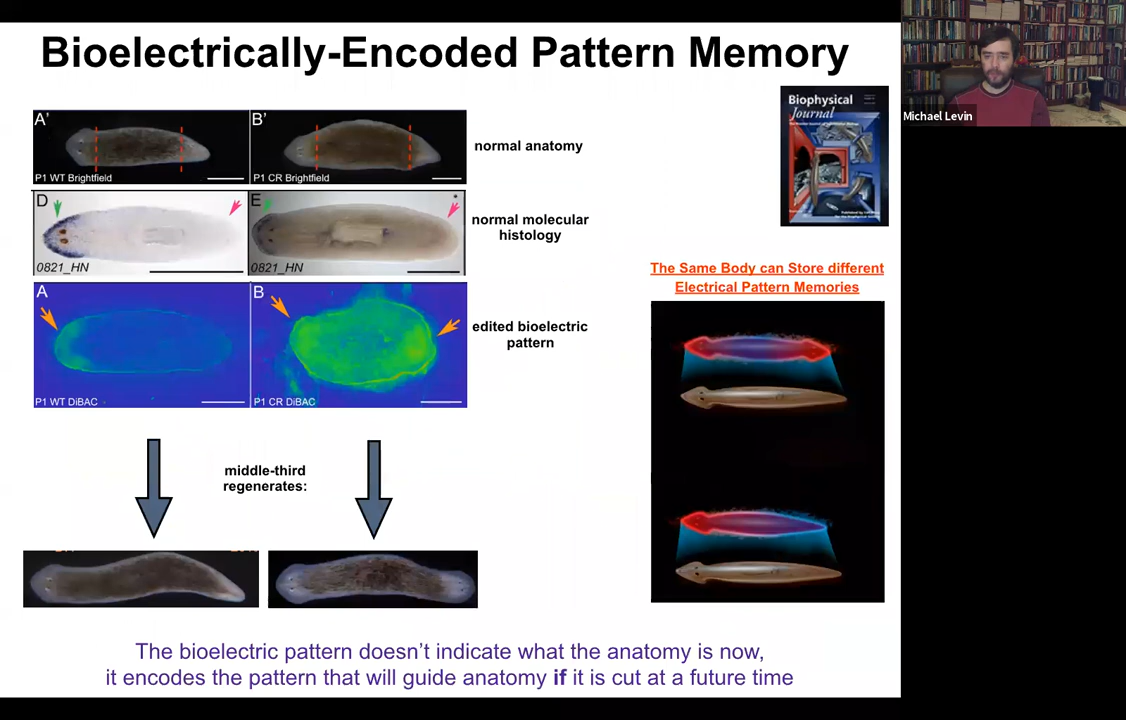 Bioelectrically-Encoded Pattern Memory
Michael Levin
A'
P1 WT Brightfield
B'
P1 CR Brightfield
normal anatomy
Biophysical
Journal
D
0821_HN
E
*
0821_HN
normal molecular
histology
The Same Body can Store different
Electrical Pattern Memories
A
P1 WT DiBAC
B
P1 CR DiBAC
edited bioelectric
pattern
middle-third
regenerates:
The bioelectric pattern doesn't indicate what the anatomy is now,
it encodes the pattern that will guide anatomy if it is cut at a future time